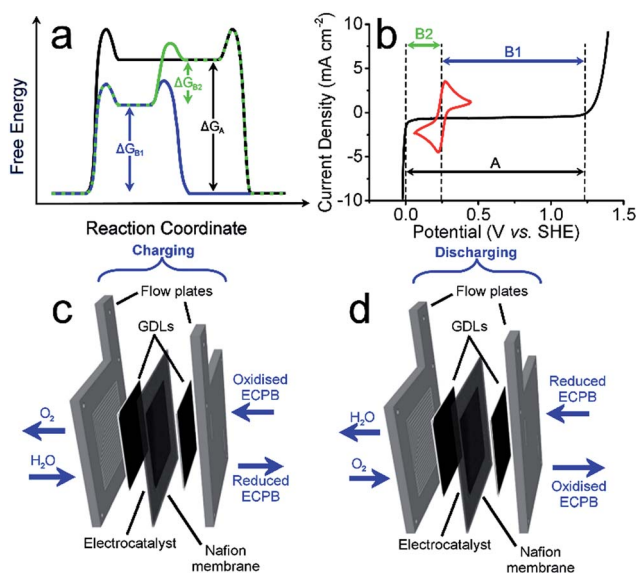 a
Free Energy
ΔG_B1
ΔG_B2
ΔG_A
Reaction Coordinate
b
B2
B1
A
Current Density (mA cm⁻²)
10
5
0
-5
-10
0.0
0.5
1.0
1.5
Potential (V vs. SHE)
Charging
c
Flow plates
GDLs
Oxidised
ECPB
O₂
H₂O
Reduced
ECPB
Electrocatalyst
Nafion
membrane
Discharging
d
Flow plates
GDLs
Reduced
ECPB
H₂O
O₂
Oxidised
ECPB
Electrocatalyst
Nafion
membrane